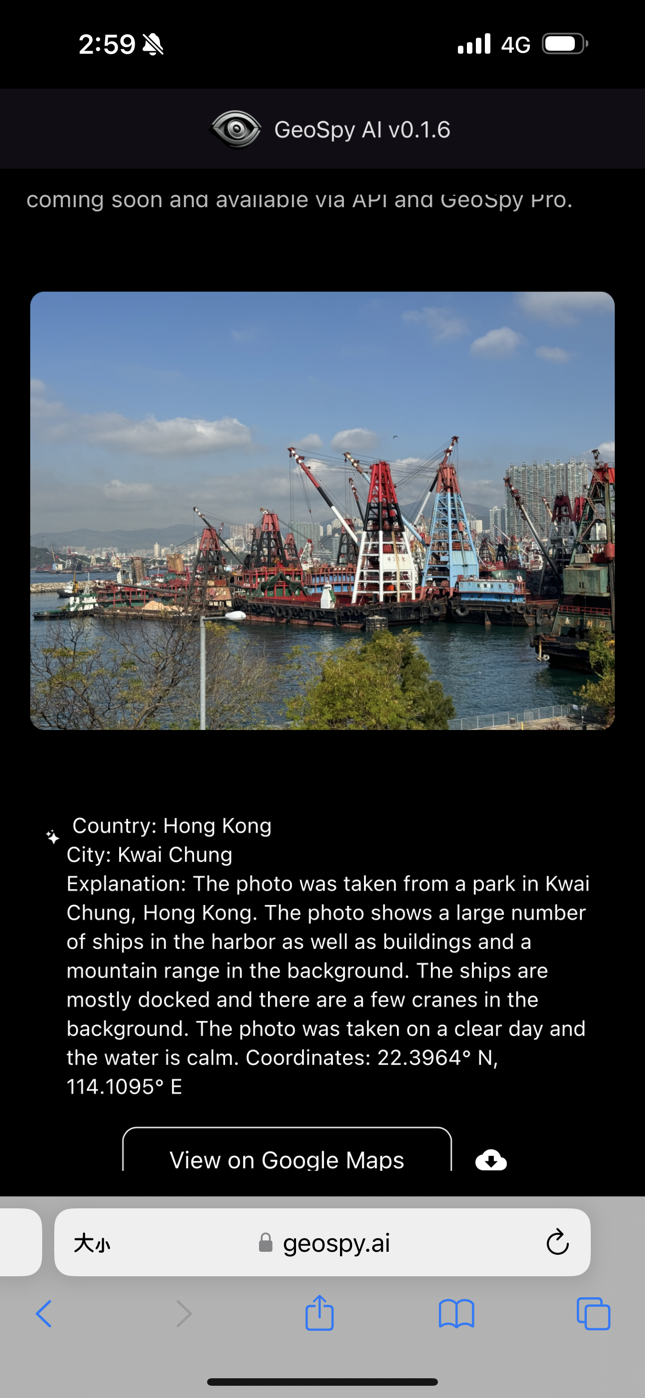 2:59
4G
GeoSpy AI v0.1.6
coming soon and available via API and GeoSpy Pro.
Country: Hong Kong
City: Kwai Chung
Explanation: The photo was taken from a park in Kwai
Chung, Hong Kong. The photo shows a large number
of ships in the harbor as well as buildings and a
mountain range in the background. The ships are
mostly docked and there are a few cranes in the
background. The photo was taken on a clear day and
the water is calm. Coordinates: 22.3964° N,
114.1095° E
View on Google Maps
大小
geospy.ai